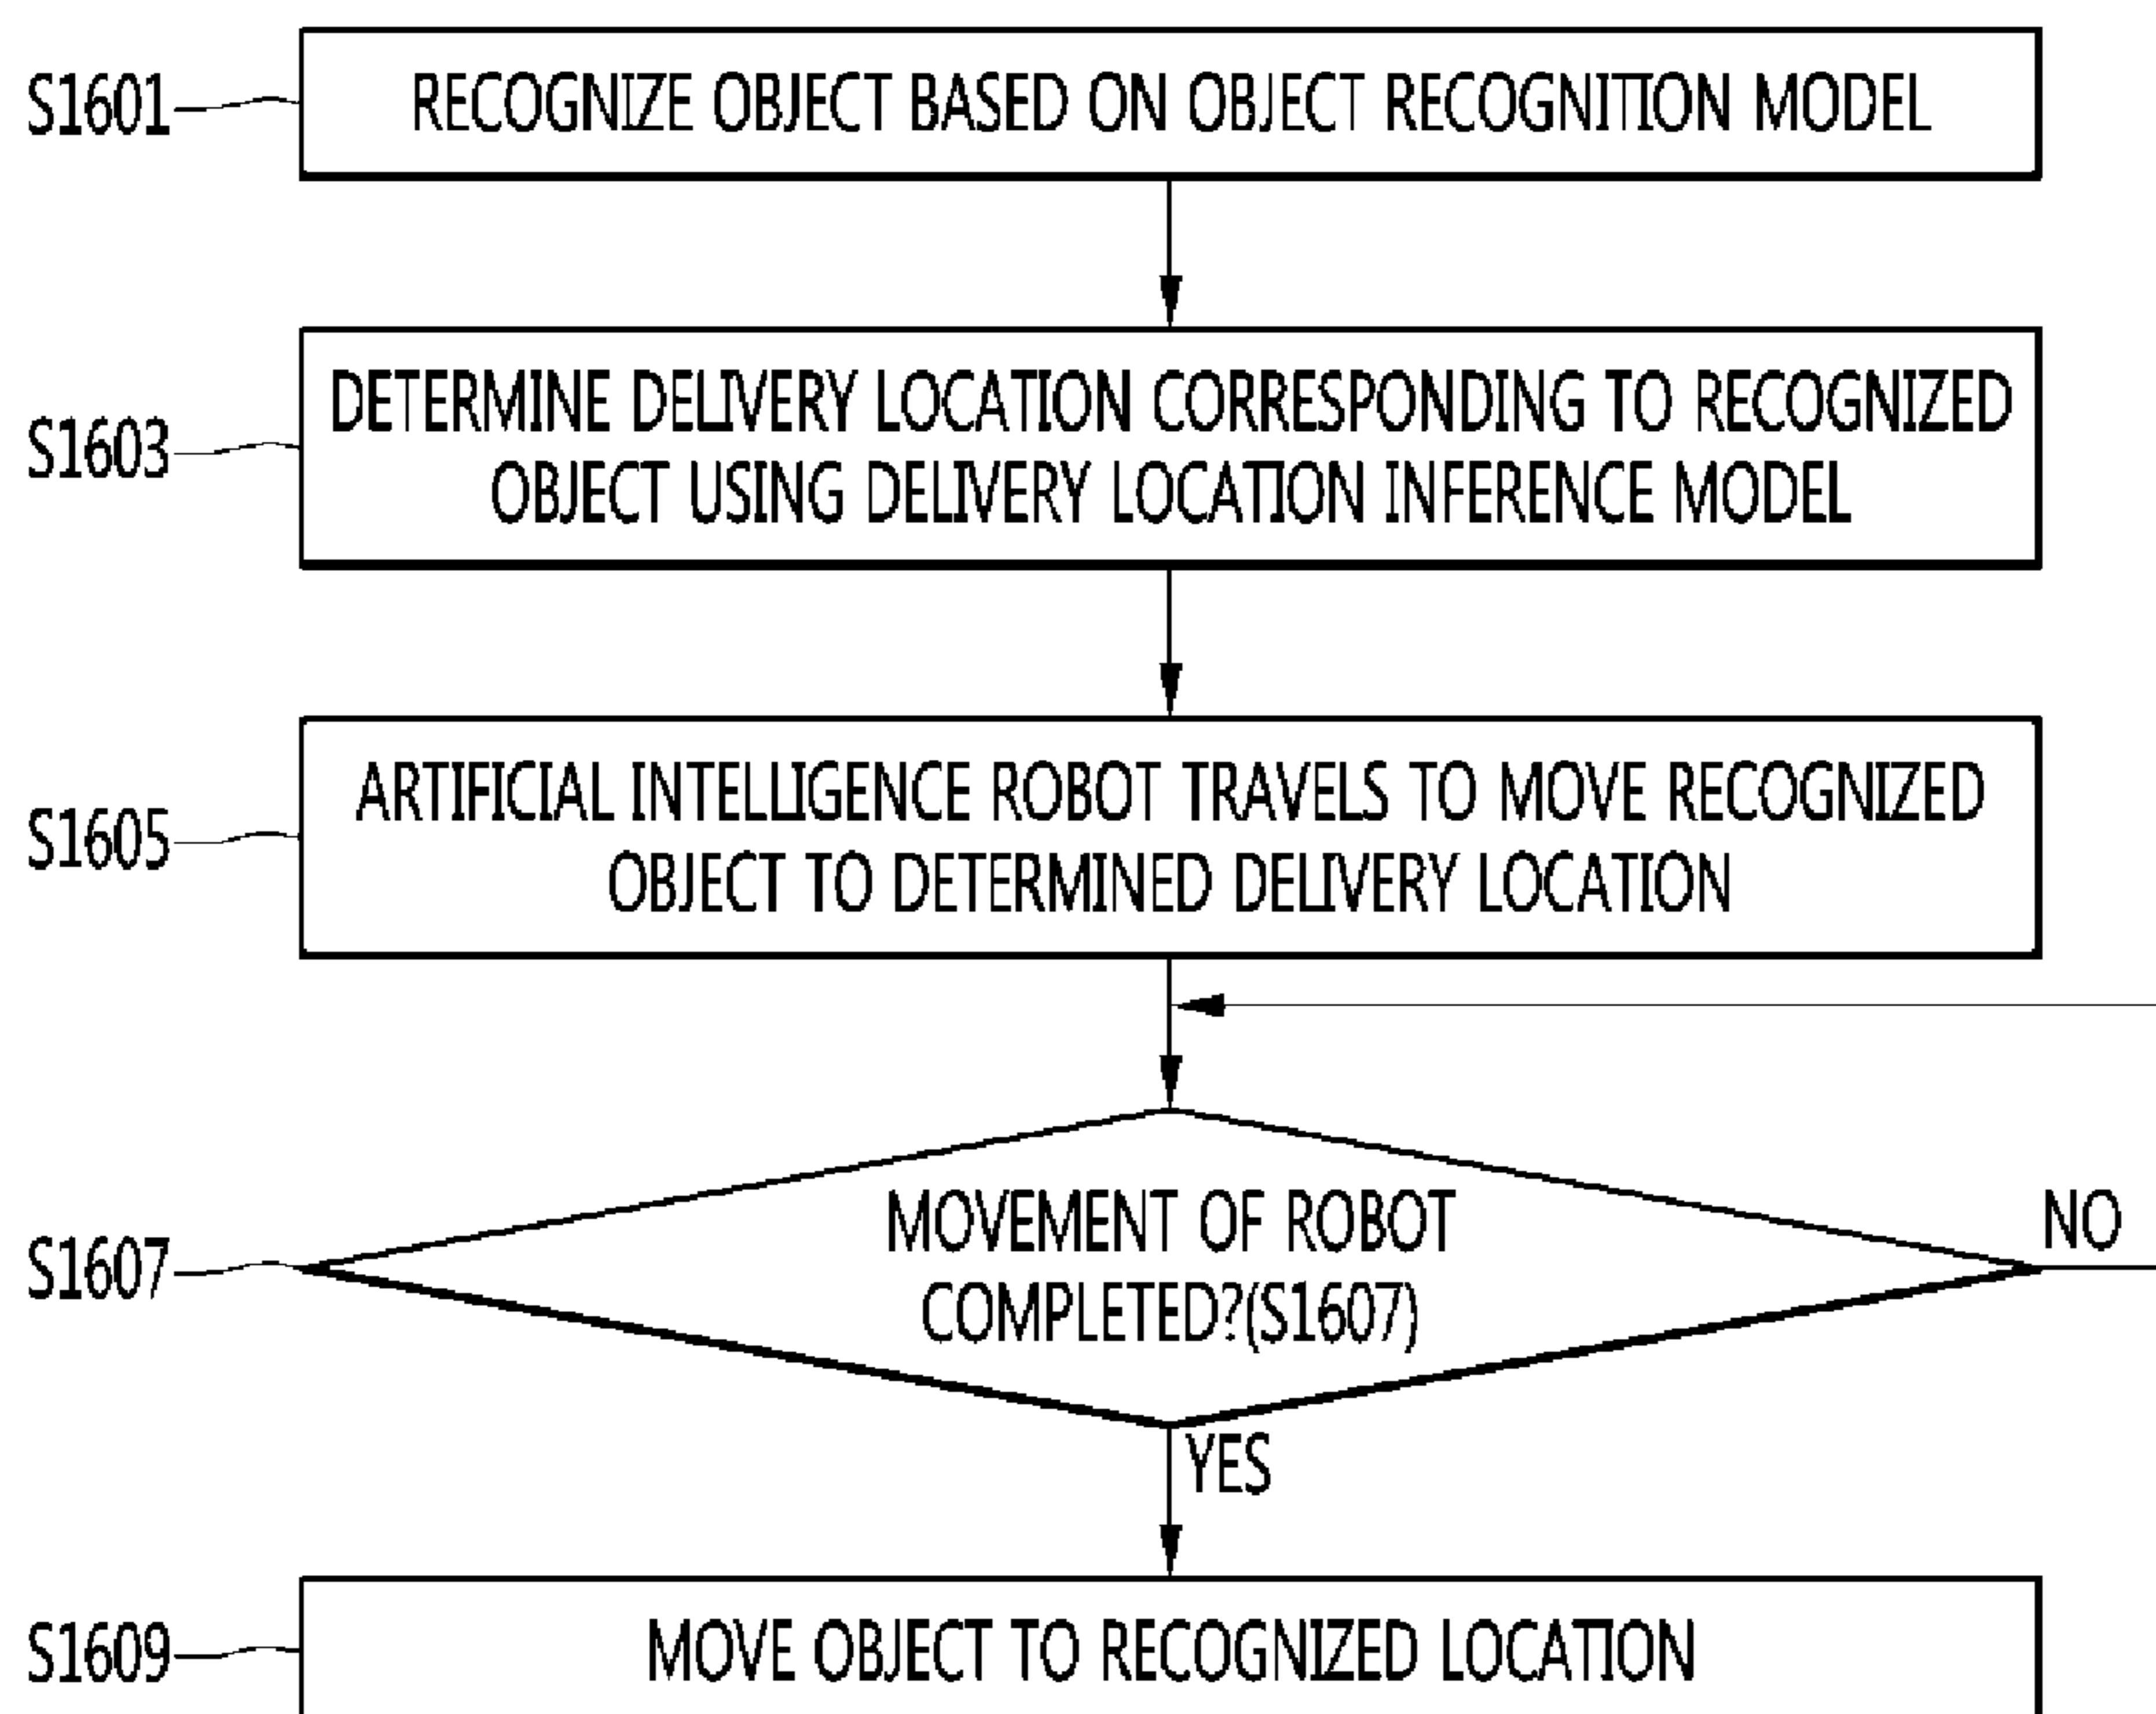 S1601
RECOGNIZE OBJECT BASED ON OBJECT RECOGNITION MODEL
S1603
DETERMINE DELIVERY LOCATION CORRESPONDING TO RECOGNIZED
OBJECT USING DELIVERY LOCATION INFERENCE MODEL
S1605
ARTIFICIAL INTELLIGENCE ROBOT TRAVELS TO MOVE RECOGNIZED
OBJECT TO DETERMINED DELIVERY LOCATION
S1607
MOVEMENT OF ROBOT
COMPLETED?(S1607)
NO
YES
S1609
MOVE OBJECT TO RECOGNIZED LOCATION